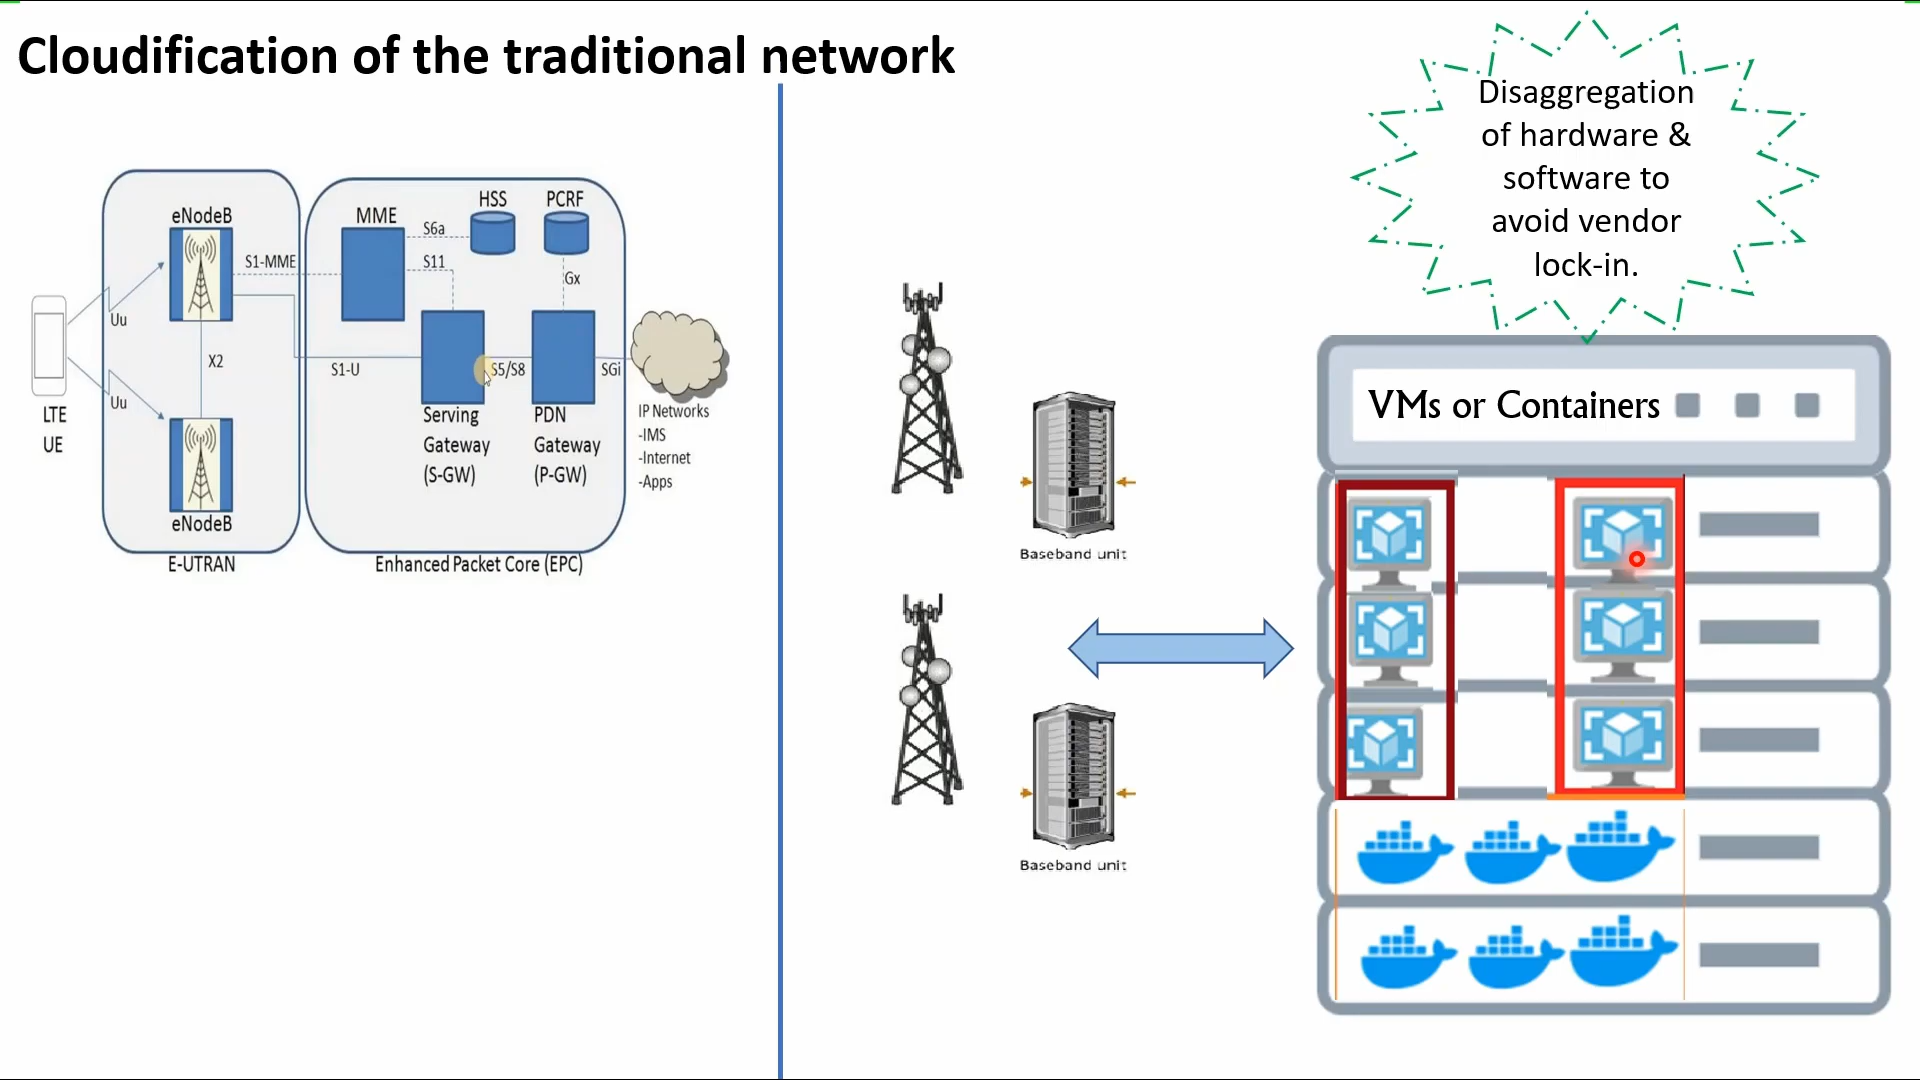 Cloudification of the traditional network
Disaggregation
of hardware &
software to
avoid vendor
lock-in.
eNodeB
MME
HSS
PCRF
S6a
S1-MME
S11
Gx
Uu
X2
S1-U
S5/S8
SGi
Uu
LTE
UE
eNodeB
Serving
Gateway
(S-GW)
PDN
Gateway
(P-GW)
IP Networks
-IMS
-Internet
-Apps
E-UTRAN
Enhanced Packet Core (EPC)
Baseband unit
Baseband unit
VMs or Containers